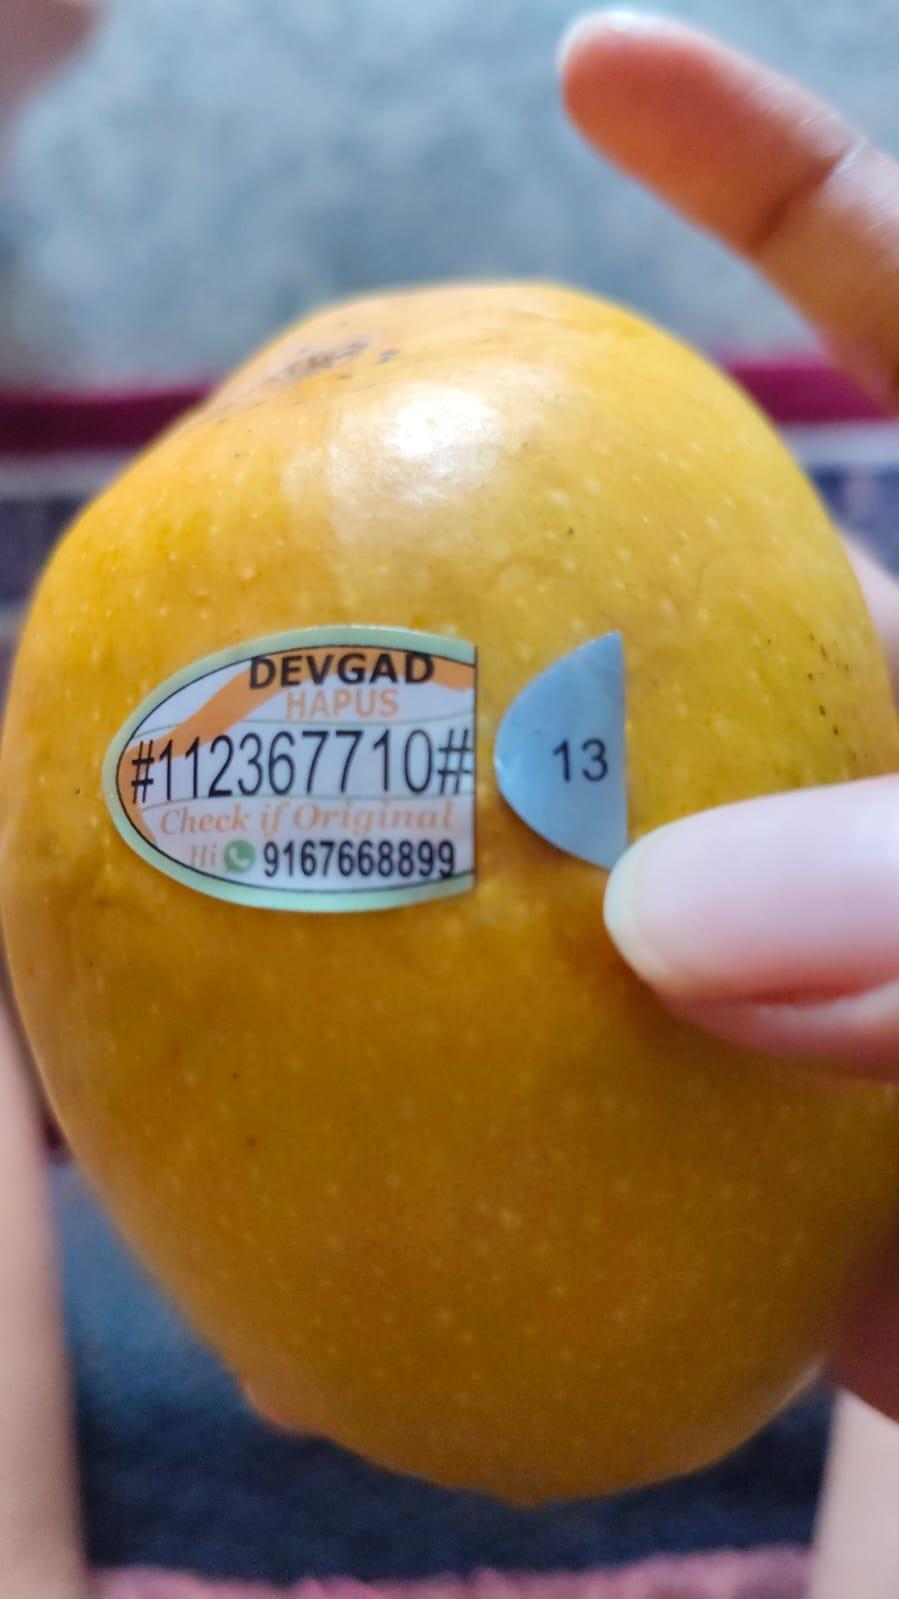 DEVGAD
HAPUS
#112367710#
Check if Original
Hi 9167668899
13